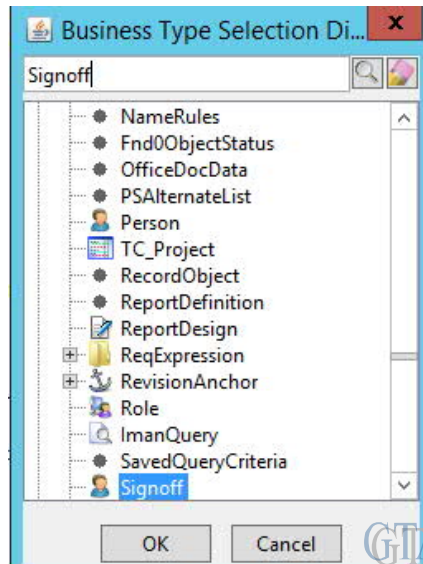 Business Type Selection Di...
x
Signoff
NameRules
Fnd0ObjectStatus
OfficeDocData
PSAlternateList
Person
TC_Project
RecordObject
ReportDefinition
ReportDesign
ReqExpression
RevisionAnchor
Role
ImanQuery
SavedQueryCriteria
Signoff
OK Cancel